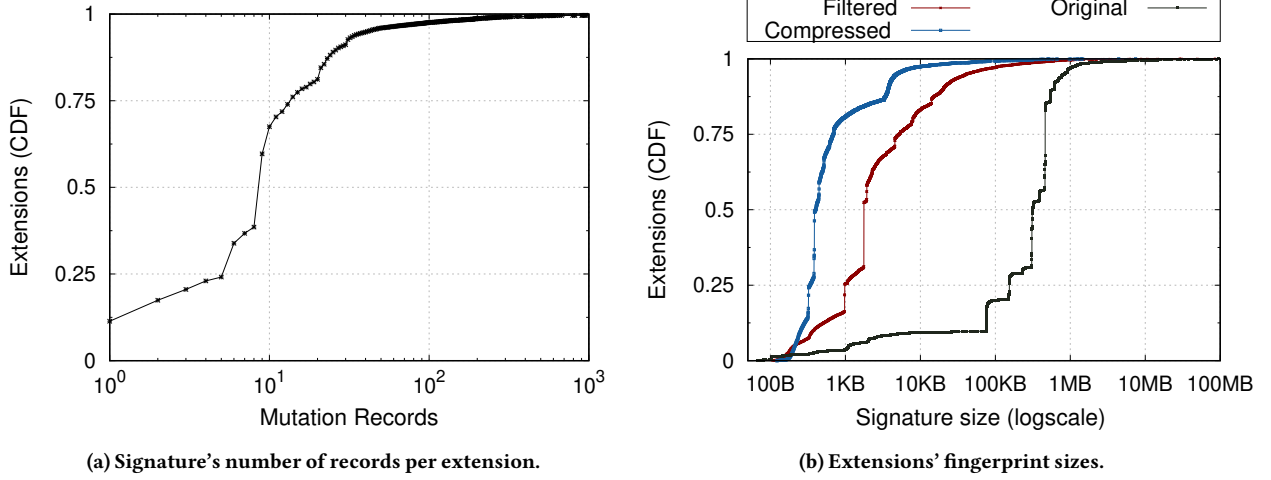 1
0.75
0.5
0.25
0
Extensions (CDF)
10^0
10^1
10^2
10^3
Mutation Records
(a) Signature's number of records per extension.
Filtered
Original
Compressed
1
0.75
0.5
0.25
0
Extensions (CDF)
100B
1KB
10KB
100KB
1MB
10MB
100MB
Signature size (logscale)
(b) Extensions' fingerprint sizes.